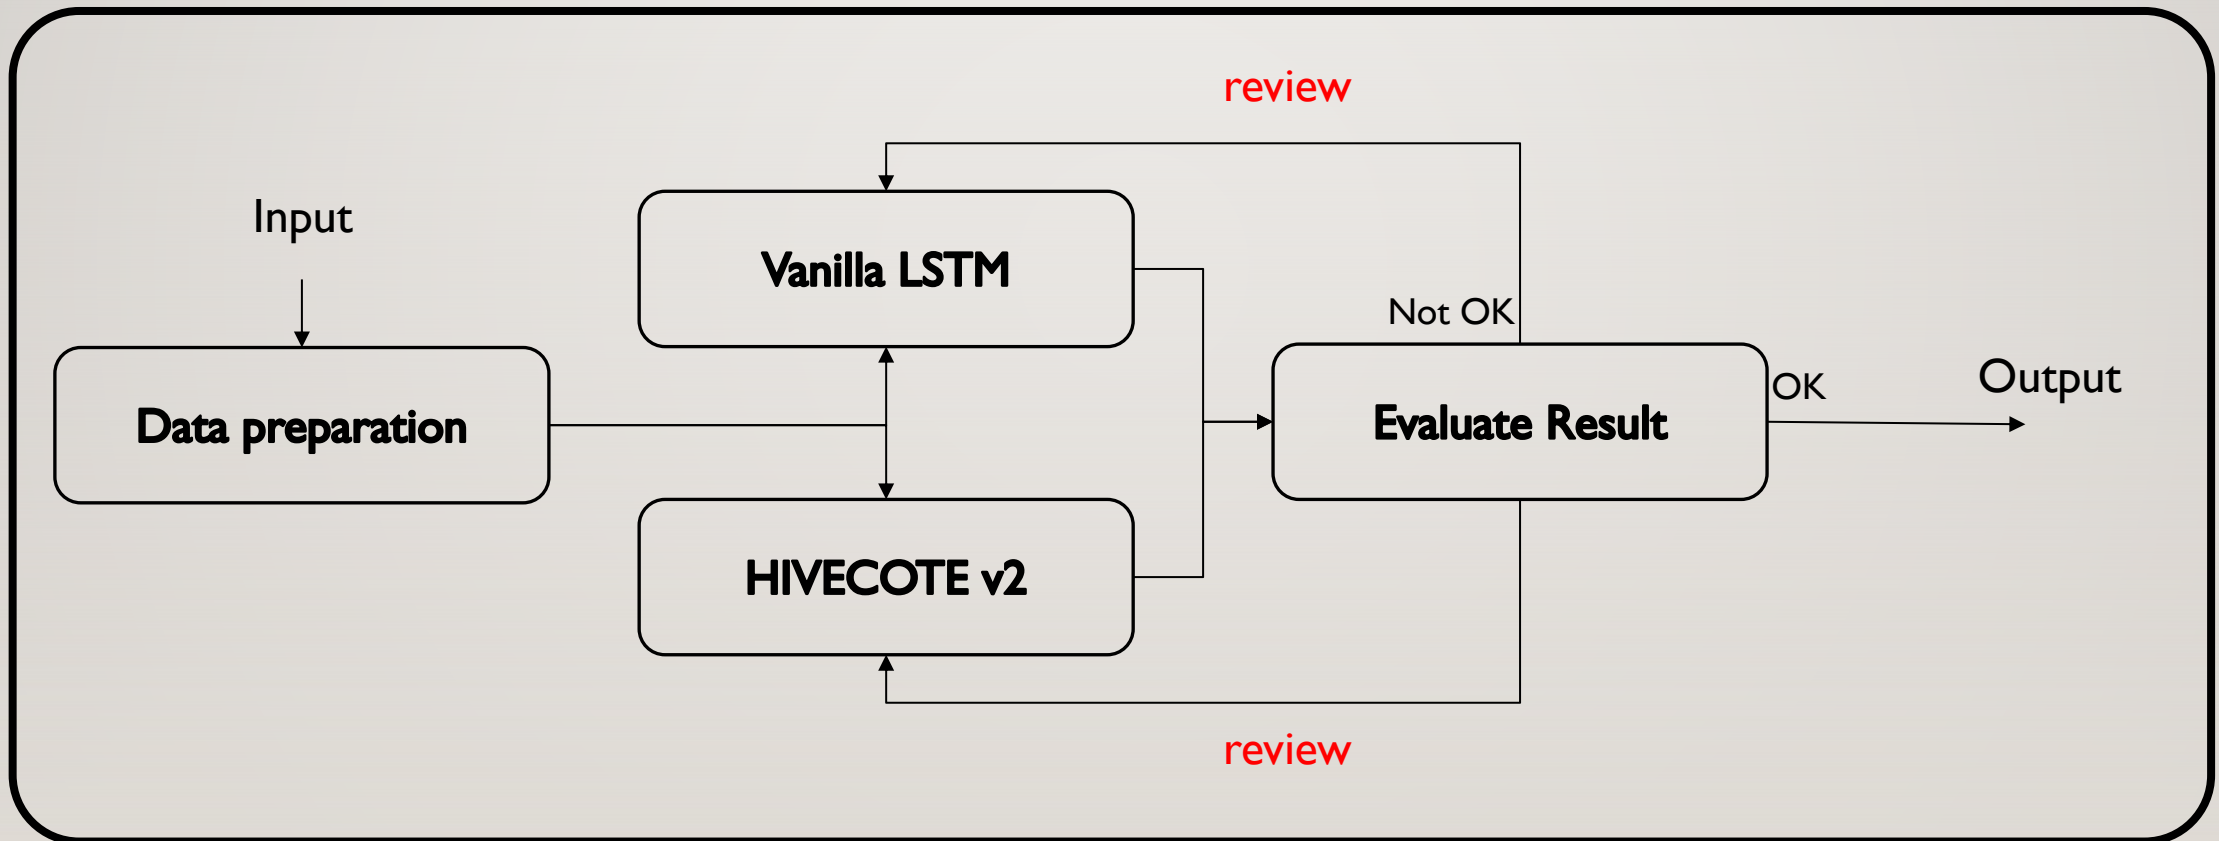 review
Input
Vanilla LSTM
Not OK
Data preparation
Evaluate Result
OK
Output
HIVECOTE v2
review